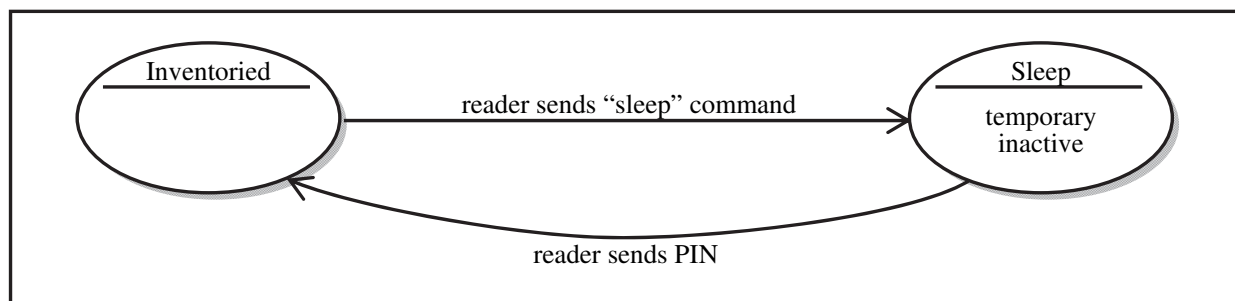 Inventoried
Sleep
reader sends “sleep” command
temporary
inactive
reader sends PIN